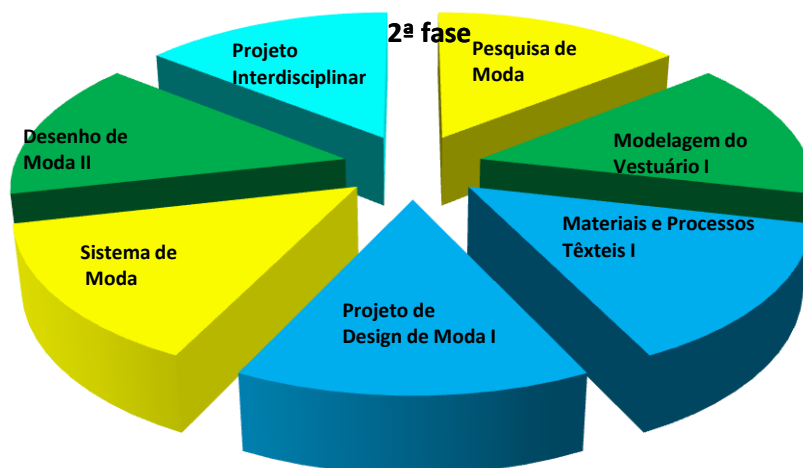 2ª fase
Projeto
Interdisciplinar
Pesquisa de
Moda
Desenho de
Moda II
Modelagem do
Vestuário I
Materiais e Processos
Têxteis I
Sistema de
Moda
Projeto de
Design de Moda I